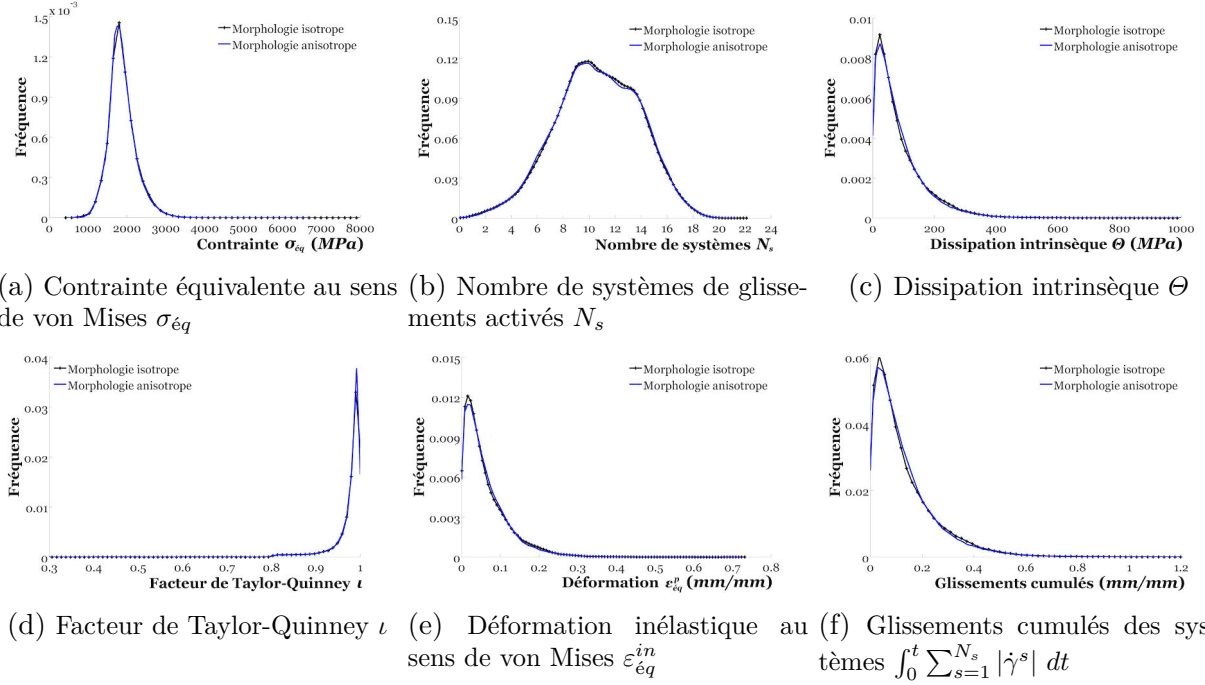 1.5 x 10⁻³
1.2
0.9
0.6
0.3
0
Fréquence
Morphologie isotrope
Morphologie anisotrope
0 1000 2000 3000 4000 5000 6000 7000 8000
Contrainte σéq (MPa)
0.15
0.12
0.09
0.06
0.03
0
Fréquence
Morphologie isotrope
Morphologie anisotrope
0 2 4 6 8 10 12 14 16 18 20 22 24
Nombre de systèmes Ns
0.01
0.008
0.006
0.004
0.002
0
Fréquence
Morphologie isotrope
Morphologie anisotrope
0 200 400 600 800 1000
Dissipation intrinsèque Θ (MPa)
(a) Contrainte équivalente au sens
de von Mises σéq
(b) Nombre de systèmes de glisse-
ments activés Ns
(c) Dissipation intrinsèque Θ
0.04
0.03
0.02
0.01
0
Fréquence
Morphologie isotrope
Morphologie anisotrope
0.3 0.4 0.5 0.6 0.7 0.8 0.9 1
Facteur de Taylor-Quinney ι
0.015
0.012
0.009
0.006
0.003
0
Fréquence
Morphologie isotrope
Morphologie anisotrope
0 0.1 0.2 0.3 0.4 0.5 0.6 0.7 0.8
Déformation ε^p_éq (mm/mm)
0.06
0.04
0.02
0
Fréquence
Morphologie isotrope
Morphologie anisotrope
0 0.2 0.4 0.6 0.8 1 1.2
Glissements cumulés (mm/mm)
(d) Facteur de Taylor-Quinney ι
(e) Déformation inélastique au
sens de von Mises ε^in_éq
(f) Glissements cumulés des sys
tèmes ∫₀ᵗ ∑_{s=1}^{N_s} |γ̇ˢ| dt